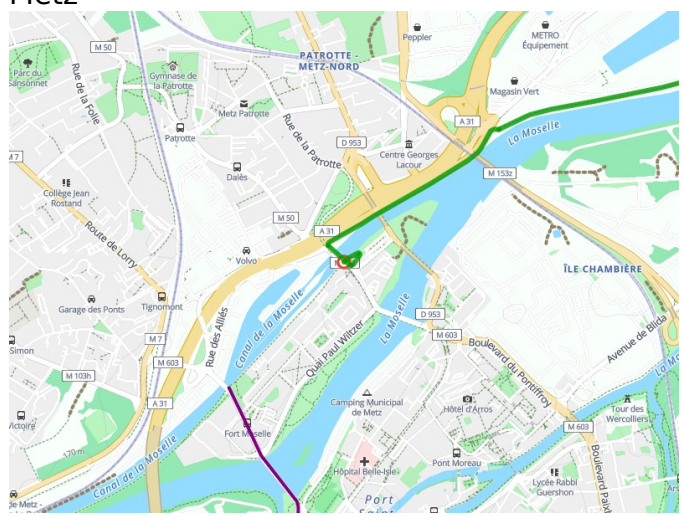 Metz
M 50
Peppler
METRO
Équipement
PATROTTE -
METZ-NORD
Parc du
Sansonnet
Gymnase de
la Patrotte
Rue de la Folie
Magasin Vert
Metz Patrotte
A 31
La Moselle
Rue de la Patrotte
Patrotte
D 953
Centre Georges
Lacour
M 7
Dalès
M 153z
Collège Jean
Rostand
M 50
A 31
Route de Lorry
Volvo
ÎLE CHAMBIÈRE
Tignomont
Garage des Ponts
Canal de la Moselle
La Moselle
D 953
Simon
M 7
Rue des Alliés
Quai Paul Wiltzer
M 603
Avenue de Blida
M 603
Boulevard du Pontiffroy
M 103h
A 31
Camping Municipal
de Metz
Hôtel d'Arros
Tour des
Wercolliers
Victoire
Fort Moselle
M 603
170 m
Canal de la Moselle
Hôpital Belle-Isle
Pont Moreau
Lycée Rabbi
Guershon
Boulevard Paix
de Metz -
Port
Saint